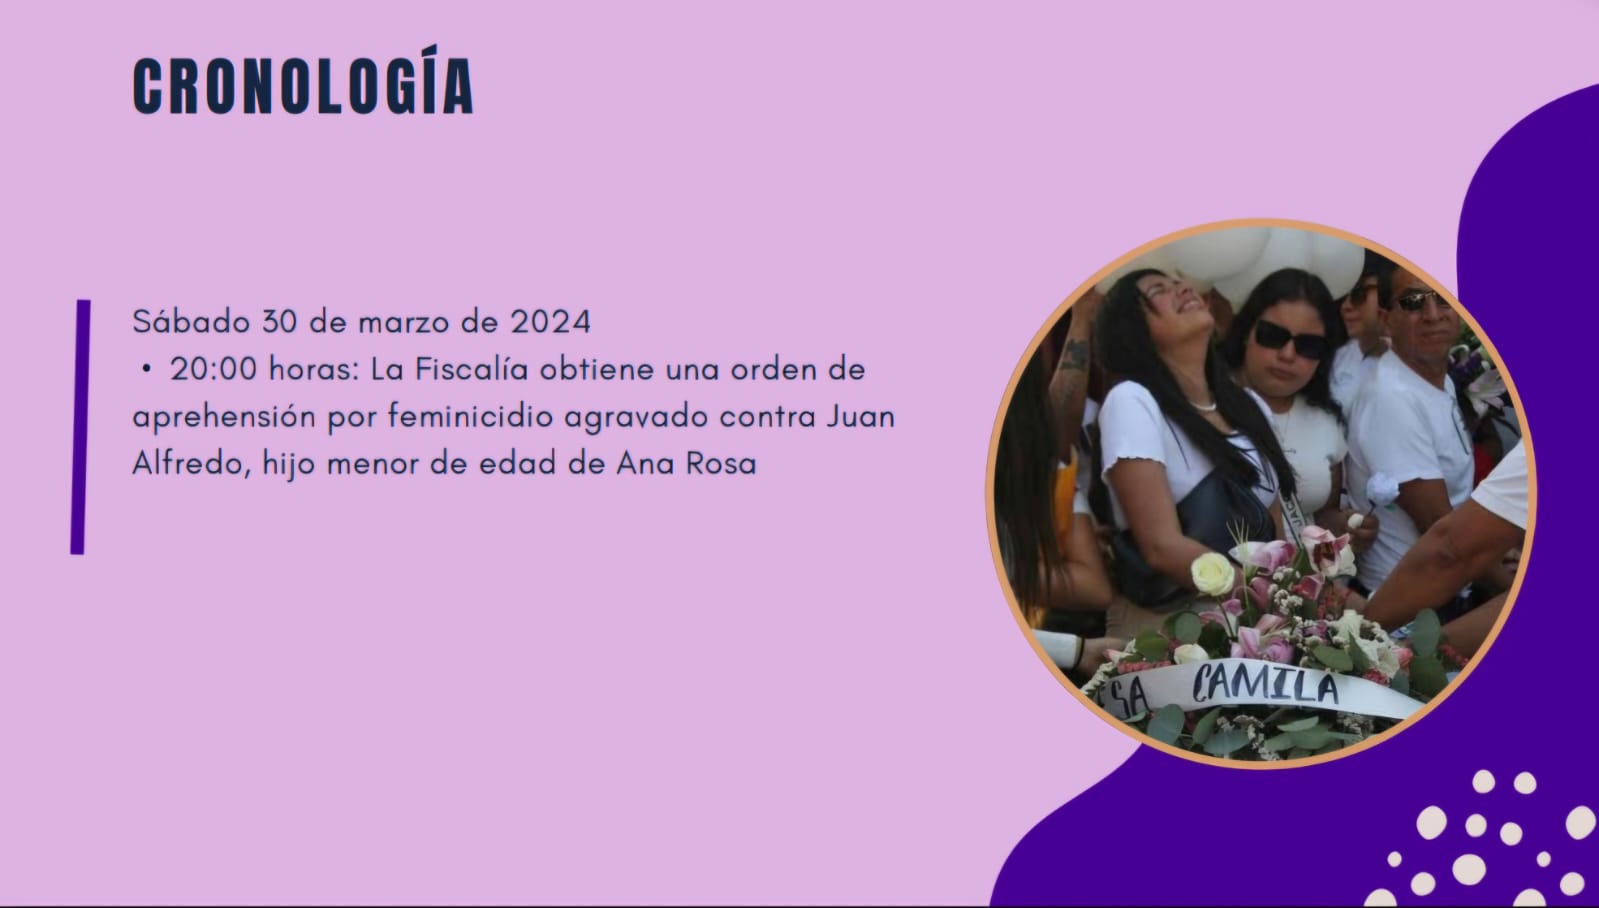 CRONOLOGÍA
Sábado 30 de marzo de 2024
• 20:00 horas: La Fiscalía obtiene una orden de
aprehensión por feminicidio agravado contra Juan
Alfredo, hijo menor de edad de Ana Rosa
CAMILA